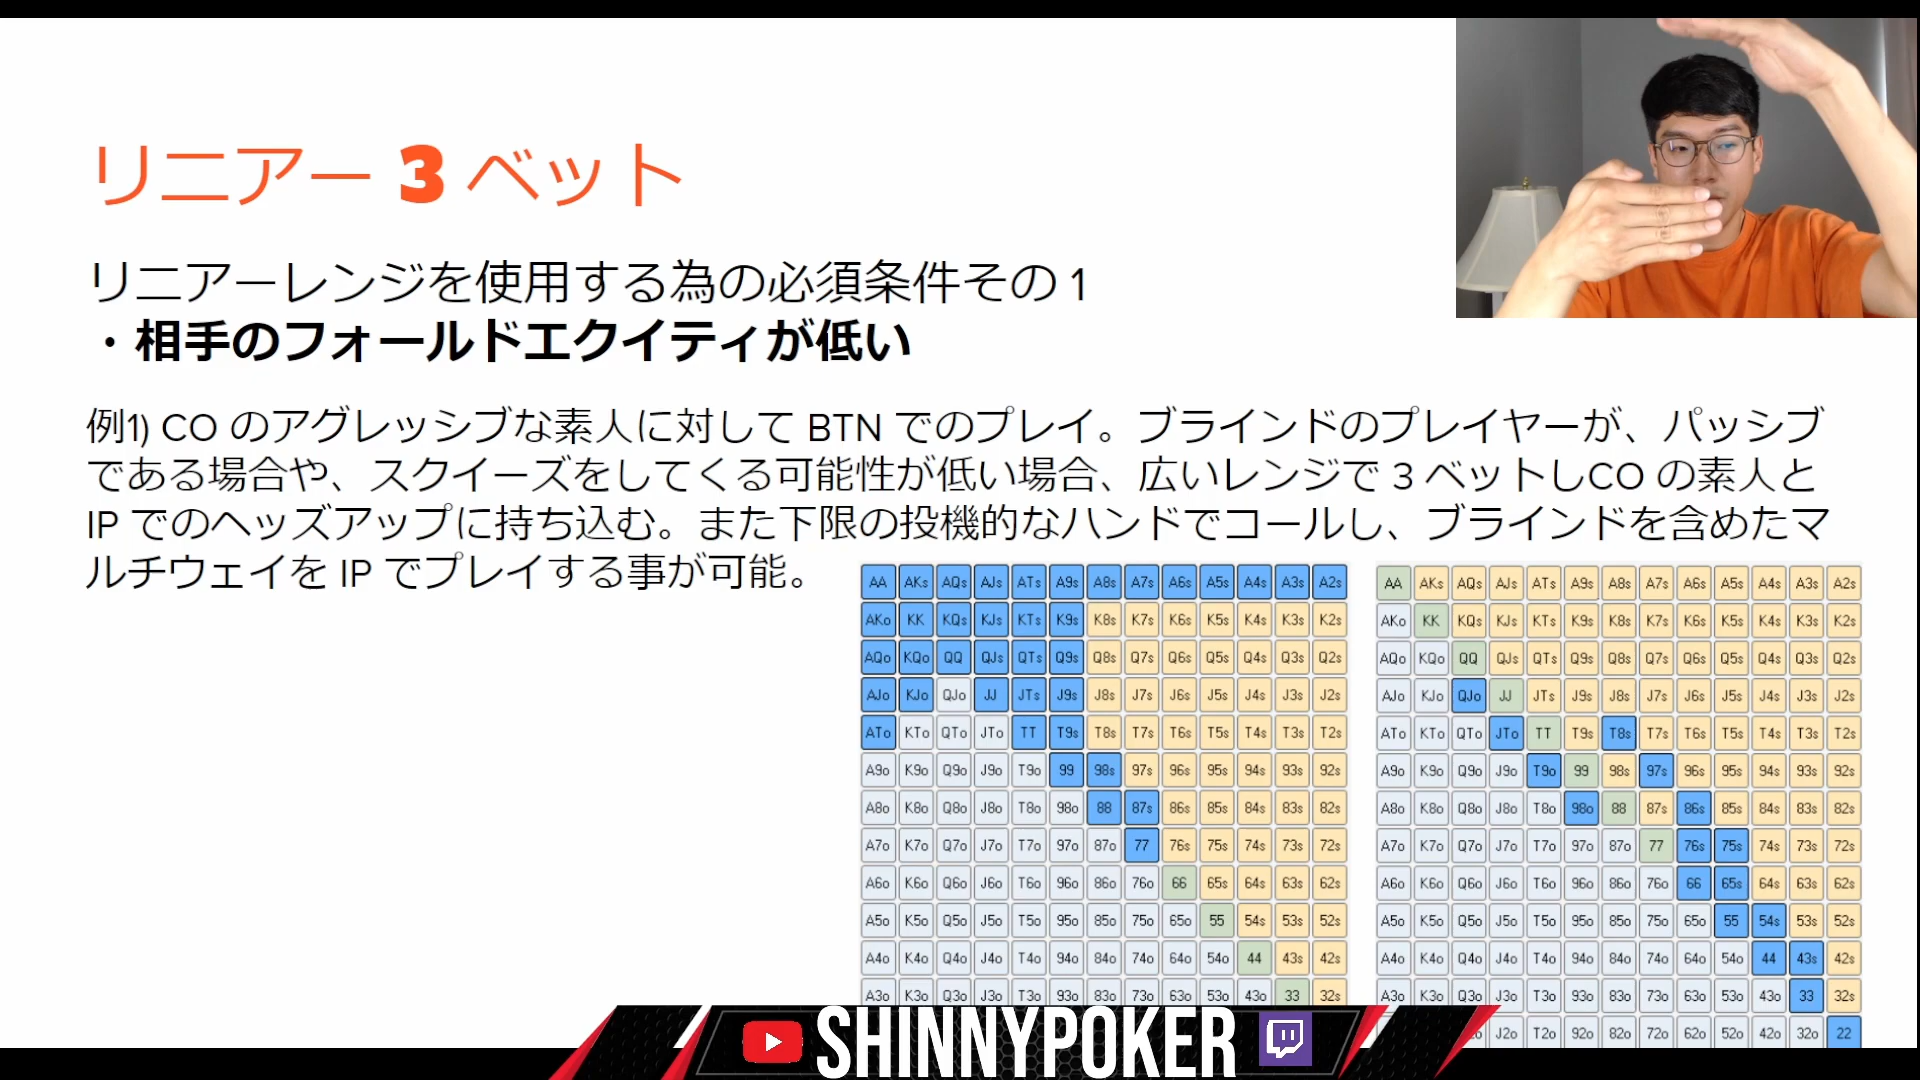 リニアー 3 ベット
リニアーレンジを使用する為の必須条件その 1
・相手のフォールドエクイティが低い
例1) CO のアグレッシブな素人に対して BTN でのプレイ。ブラインドのプレイヤーが、パッシブ
である場合や、スクイーズをしてくる可能性が低い場合、広いレンジで 3 ベットしCO の素人と
IP でのヘッズアップに持ち込む。また下限の投機的なハンドでコールし、ブラインドを含めたマ
ルチウェイを IP でプレイする事が可能。
AA AKs AQs AJs ATs A9s A8s A7s A6s A5s A4s A3s A2s
AKo KK KQs KJs KTs K9s K8s K7s K6s K5s K4s K3s K2s
AQo KQo QQ QJs QTs Q9s Q8s Q7s Q6s Q5s Q4s Q3s Q2s
AJo KJo QJo JJ JTs J9s J8s J7s J6s J5s J4s J3s J2s
ATo KTo QTo JTo TT T9s T8s T7s T6s T5s T4s T3s T2s
A9o K9o Q9o J9o T9o 99 98s 97s 96s 95s 94s 93s 92s
A8o K8o Q8o J8o T8o 98o 88 87s 86s 85s 84s 83s 82s
A7o K7o Q7o J7o T7o 97o 87o 77 76s 75s 74s 73s 72s
A6o K6o Q6o J6o T6o 96o 86o 76o 66 65s 64s 63s 62s
A5o K5o Q5o J5o T5o 95o 85o 75o 65o 55 54s 53s 52s
A4o K4o Q4o J4o T4o 94o 84o 74o 64o 54o 44 43s 42s
A3o K3o Q3o J3o T3o 93o 83o 73o 63o 53o 43o 33 32s
AA AKs AQs AJs ATs A9s A8s A7s A6s A5s A4s A3s A2s
AKo KK KQs KJs KTs K9s K8s K7s K6s K5s K4s K3s K2s
AQo KQo QQ QJs QTs Q9s Q8s Q7s Q6s Q5s Q4s Q3s Q2s
AJo KJo QJo JJ JTs J9s J8s J7s J6s J5s J4s J3s J2s
ATo KTo QTo JTo TT T9s T8s T7s T6s T5s T4s T3s T2s
A9o K9o Q9o J9o T9o 99 98s 97s 96s 95s 94s 93s 92s
A8o K8o Q8o J8o T8o 98o 88 87s 86s 85s 84s 83s 82s
A7o K7o Q7o J7o T7o 97o 87o 77 76s 75s 74s 73s 72s
A6o K6o Q6o J6o T6o 96o 86o 76o 66 65s 64s 63s 62s
A5o K5o Q5o J5o T5o 95o 85o 75o 65o 55 54s 53s 52s
A4o K4o Q4o J4o T4o 94o 84o 74o 64o 54o 44 43s 42s
A3o K3o Q3o J3o T3o 93o 83o 73o 63o 53o 43o 33 32s
J2o T2o 92o 82o 72o 62o 52o 42o 32o 22
SHINNYPOKER